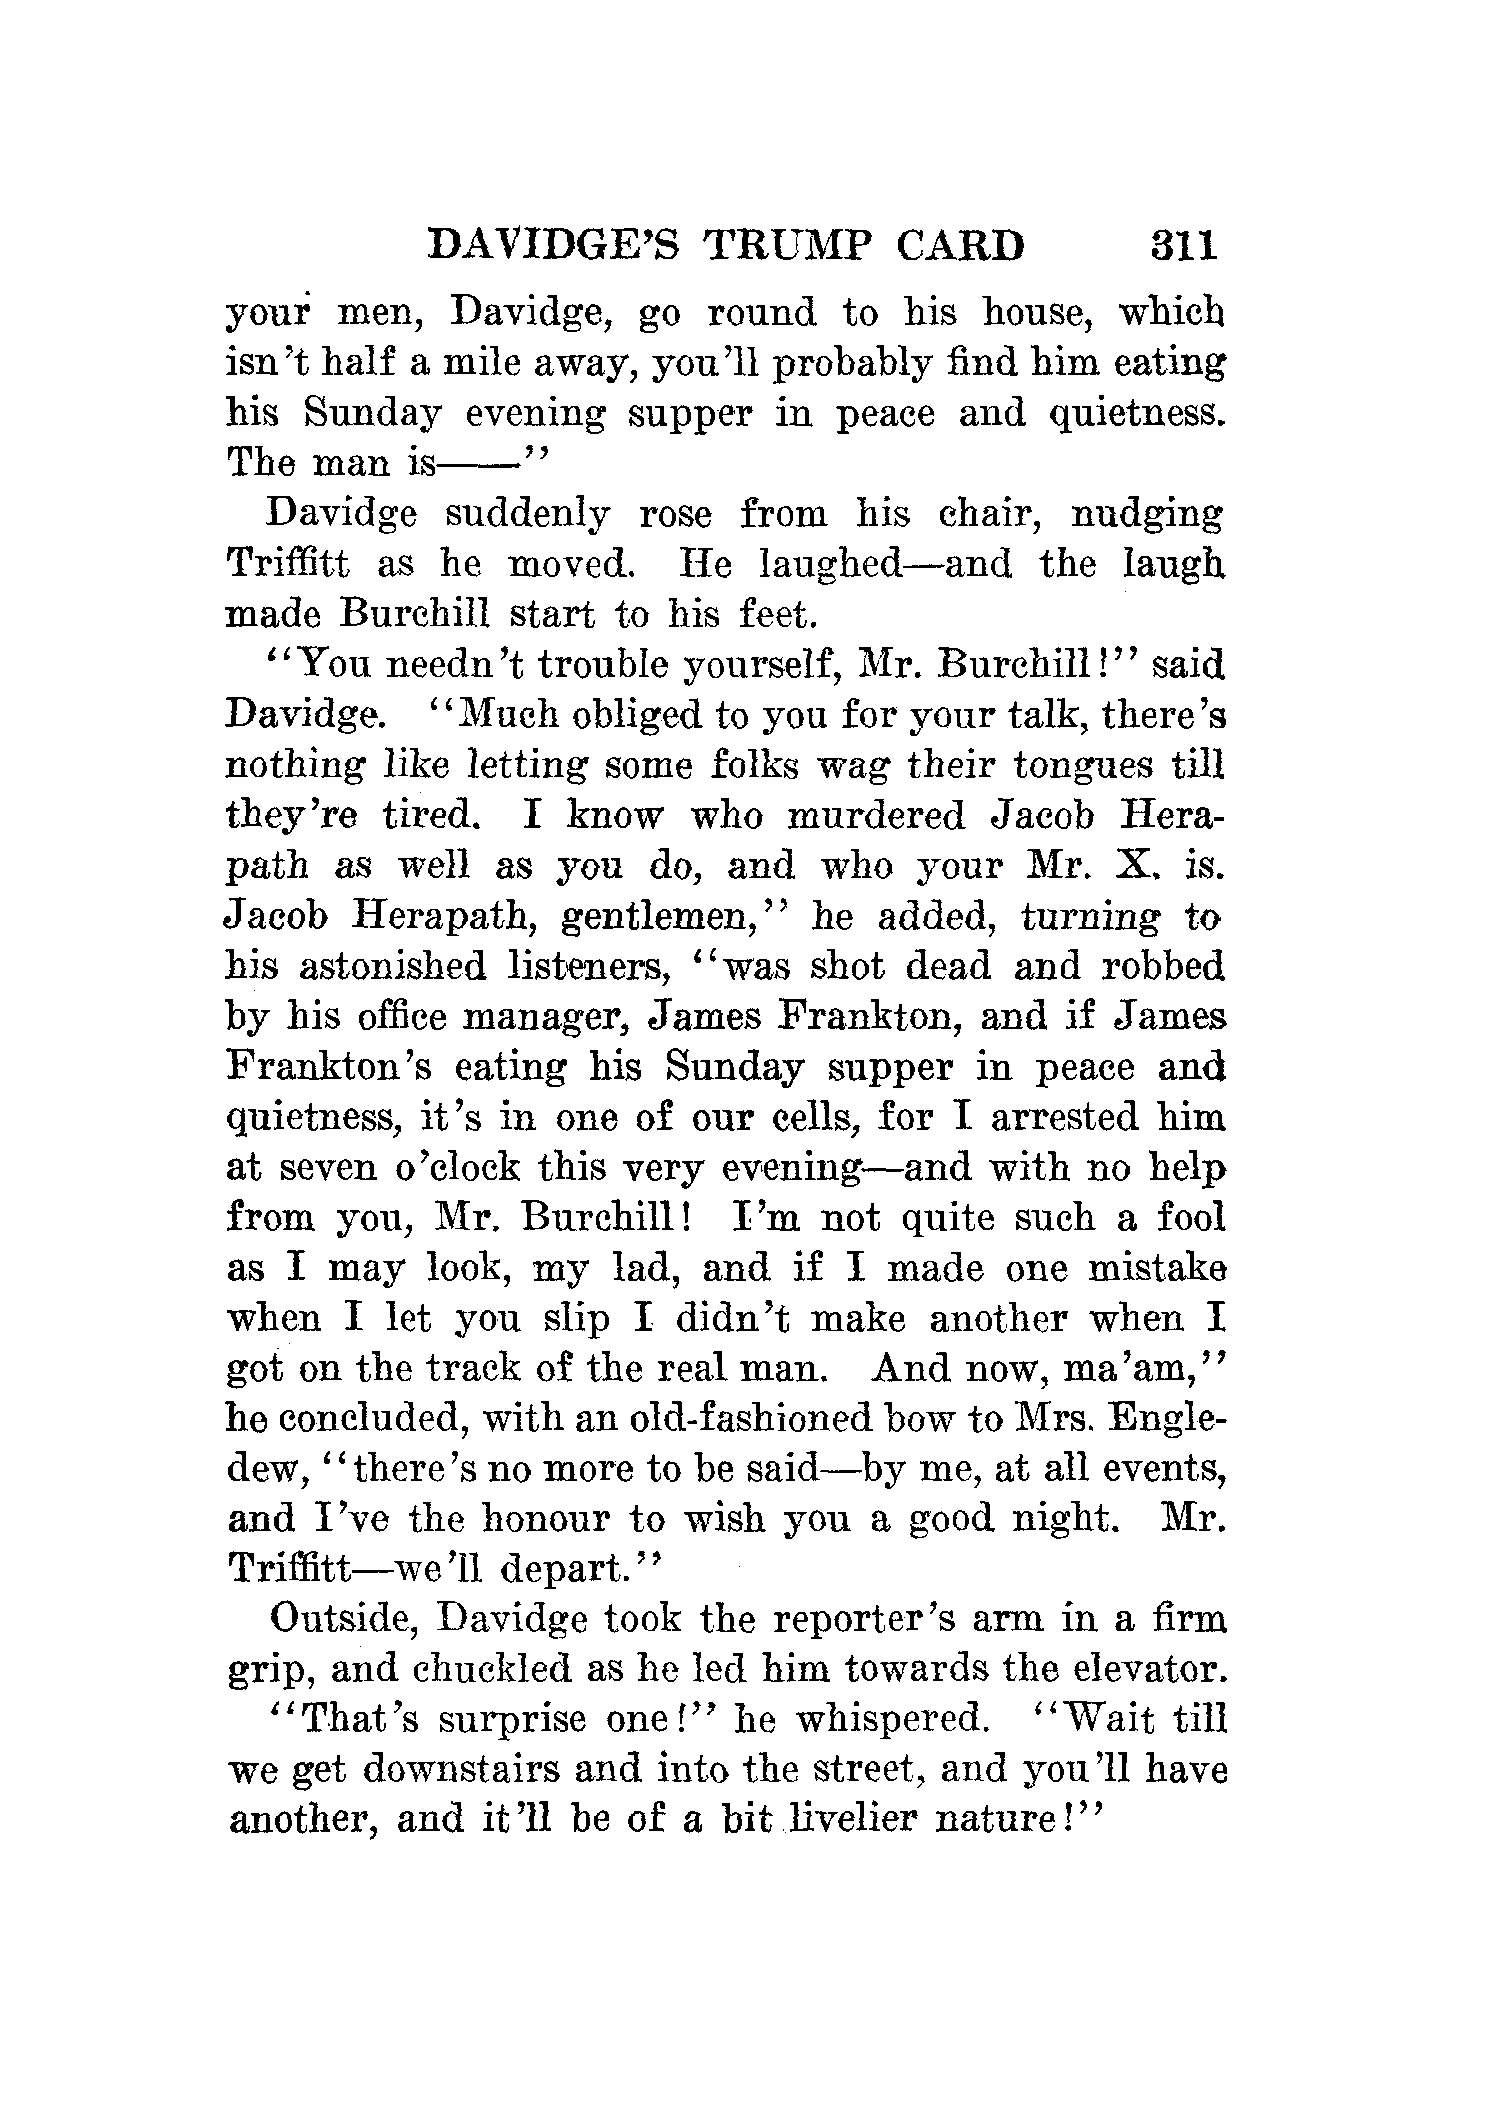 DAVIDGE'S TRUMP CARD 311
your men, Davidge, go round to his house, which
isn't half a mile away, you'll probably find him eating
his Sunday evening supper in peace and quietness.
The man is——"
Davidge suddenly rose from his chair, nudging
Triffitt as he moved. He laughed—and the laugh
made Burchill start to his feet.
"You needn't trouble yourself, Mr. Burchill!" said
Davidge. "Much obliged to you for your talk, there's
nothing like letting some folks wag their tongues till
they're tired. I know who murdered Jacob Hera-
path as well as you do, and who your Mr. X. is.
Jacob Herapath, gentlemen," he added, turning to
his astonished listeners, "was shot dead and robbed
by his office manager, James Frankton, and if James
Frankton's eating his Sunday supper in peace and
quietness, it's in one of our cells, for I arrested him
at seven o'clock this very evening—and with no help
from you, Mr. Burchill! I'm not quite such a fool
as I may look, my lad, and if I made one mistake
when I let you slip I didn't make another when I
got on the track of the real man. And now, ma'am,"
he concluded, with an old-fashioned bow to Mrs. Engle-
dew, "there's no more to be said—by me, at all events,
and I've the honour to wish you a good night. Mr.
Triffitt—we'll depart."
Outside, Davidge took the reporter's arm in a firm
grip, and chuckled as he led him towards the elevator.
"That's surprise one!" he whispered. "Wait till
we get downstairs and into the street, and you'll have
another, and it'll be of a bit livelier nature!"